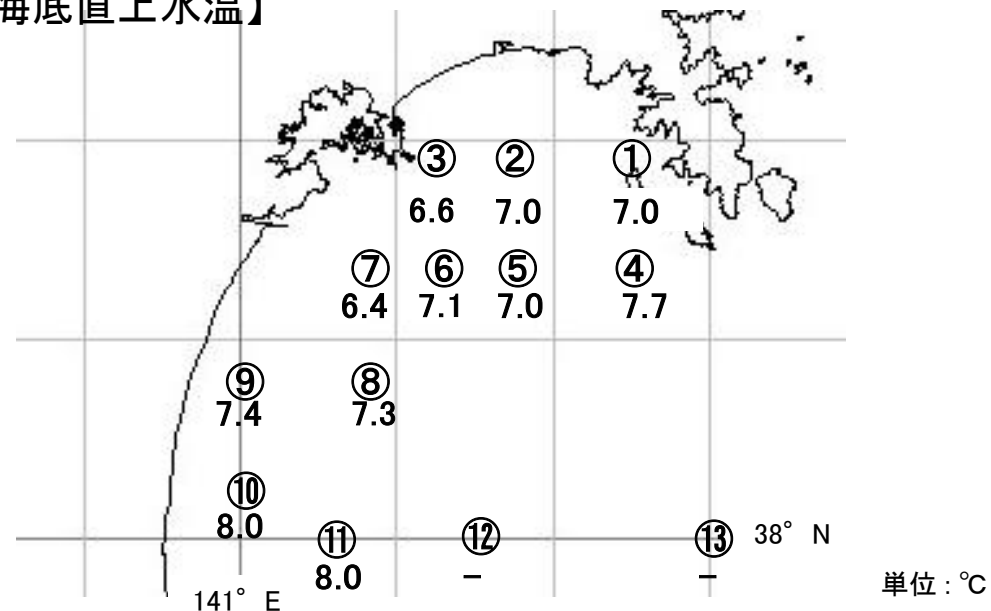 海底直上水温】
③ ② ①
6.6 7.0 7.0
⑦ ⑥ ⑤ ④
6.4 7.1 7.0 7.7
⑨ ⑧
7.4 7.3
⑩
8.0
⑪ ⑫ ⑬ 38° N
8.0 － －
141° E
単位：℃